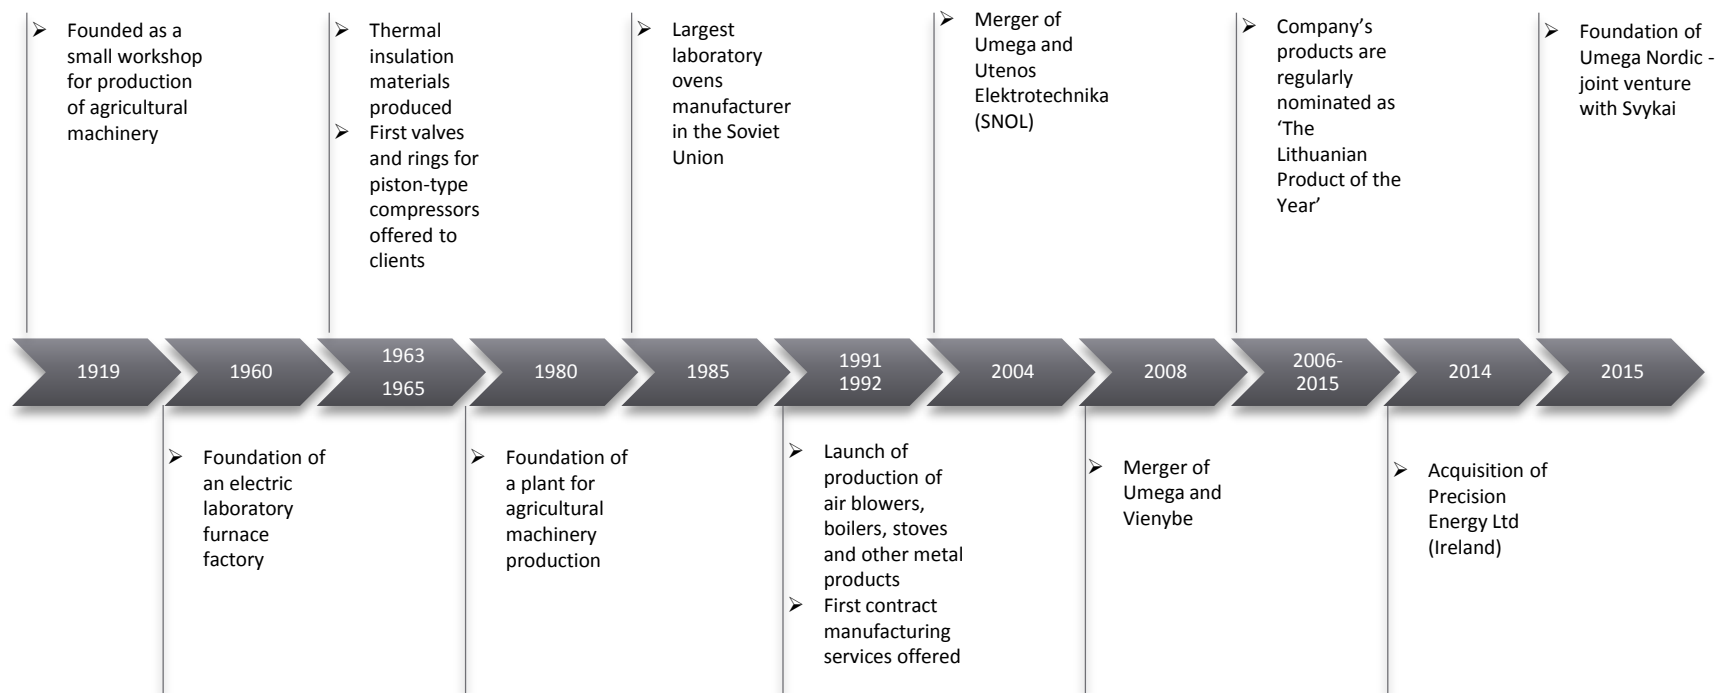 ➢ Founded as a
small workshop
for production
of agricultural
machinery
➢ Thermal
insulation
materials
produced
➢ First valves
and rings for
piston-type
compressors
offered to
clients
➢ Largest
laboratory
ovens
manufacturer
in the Soviet
Union
➢ Merger of
Umega and
Utenos
Elektrotechnika
(SNOL)
➢ Company’s
products are
regularly
nominated as
‘The
Lithuanian
Product of the
Year’
➢ Foundation of
Umega Nordic -
joint venture
with Svykai
1919
1960
1963
1965
1980
1985
1991
1992
2004
2008
2006-
2015
2014
2015
➢ Foundation of
an electric
laboratory
furnace
factory
➢ Foundation of
a plant for
agricultural
machinery
production
➢ Launch of
production of
air blowers,
boilers, stoves
and other metal
products
➢ First contract
manufacturing
services offered
➢ Merger of
Umega and
Vienybe
➢ Acquisition of
Precision
Energy Ltd
(Ireland)